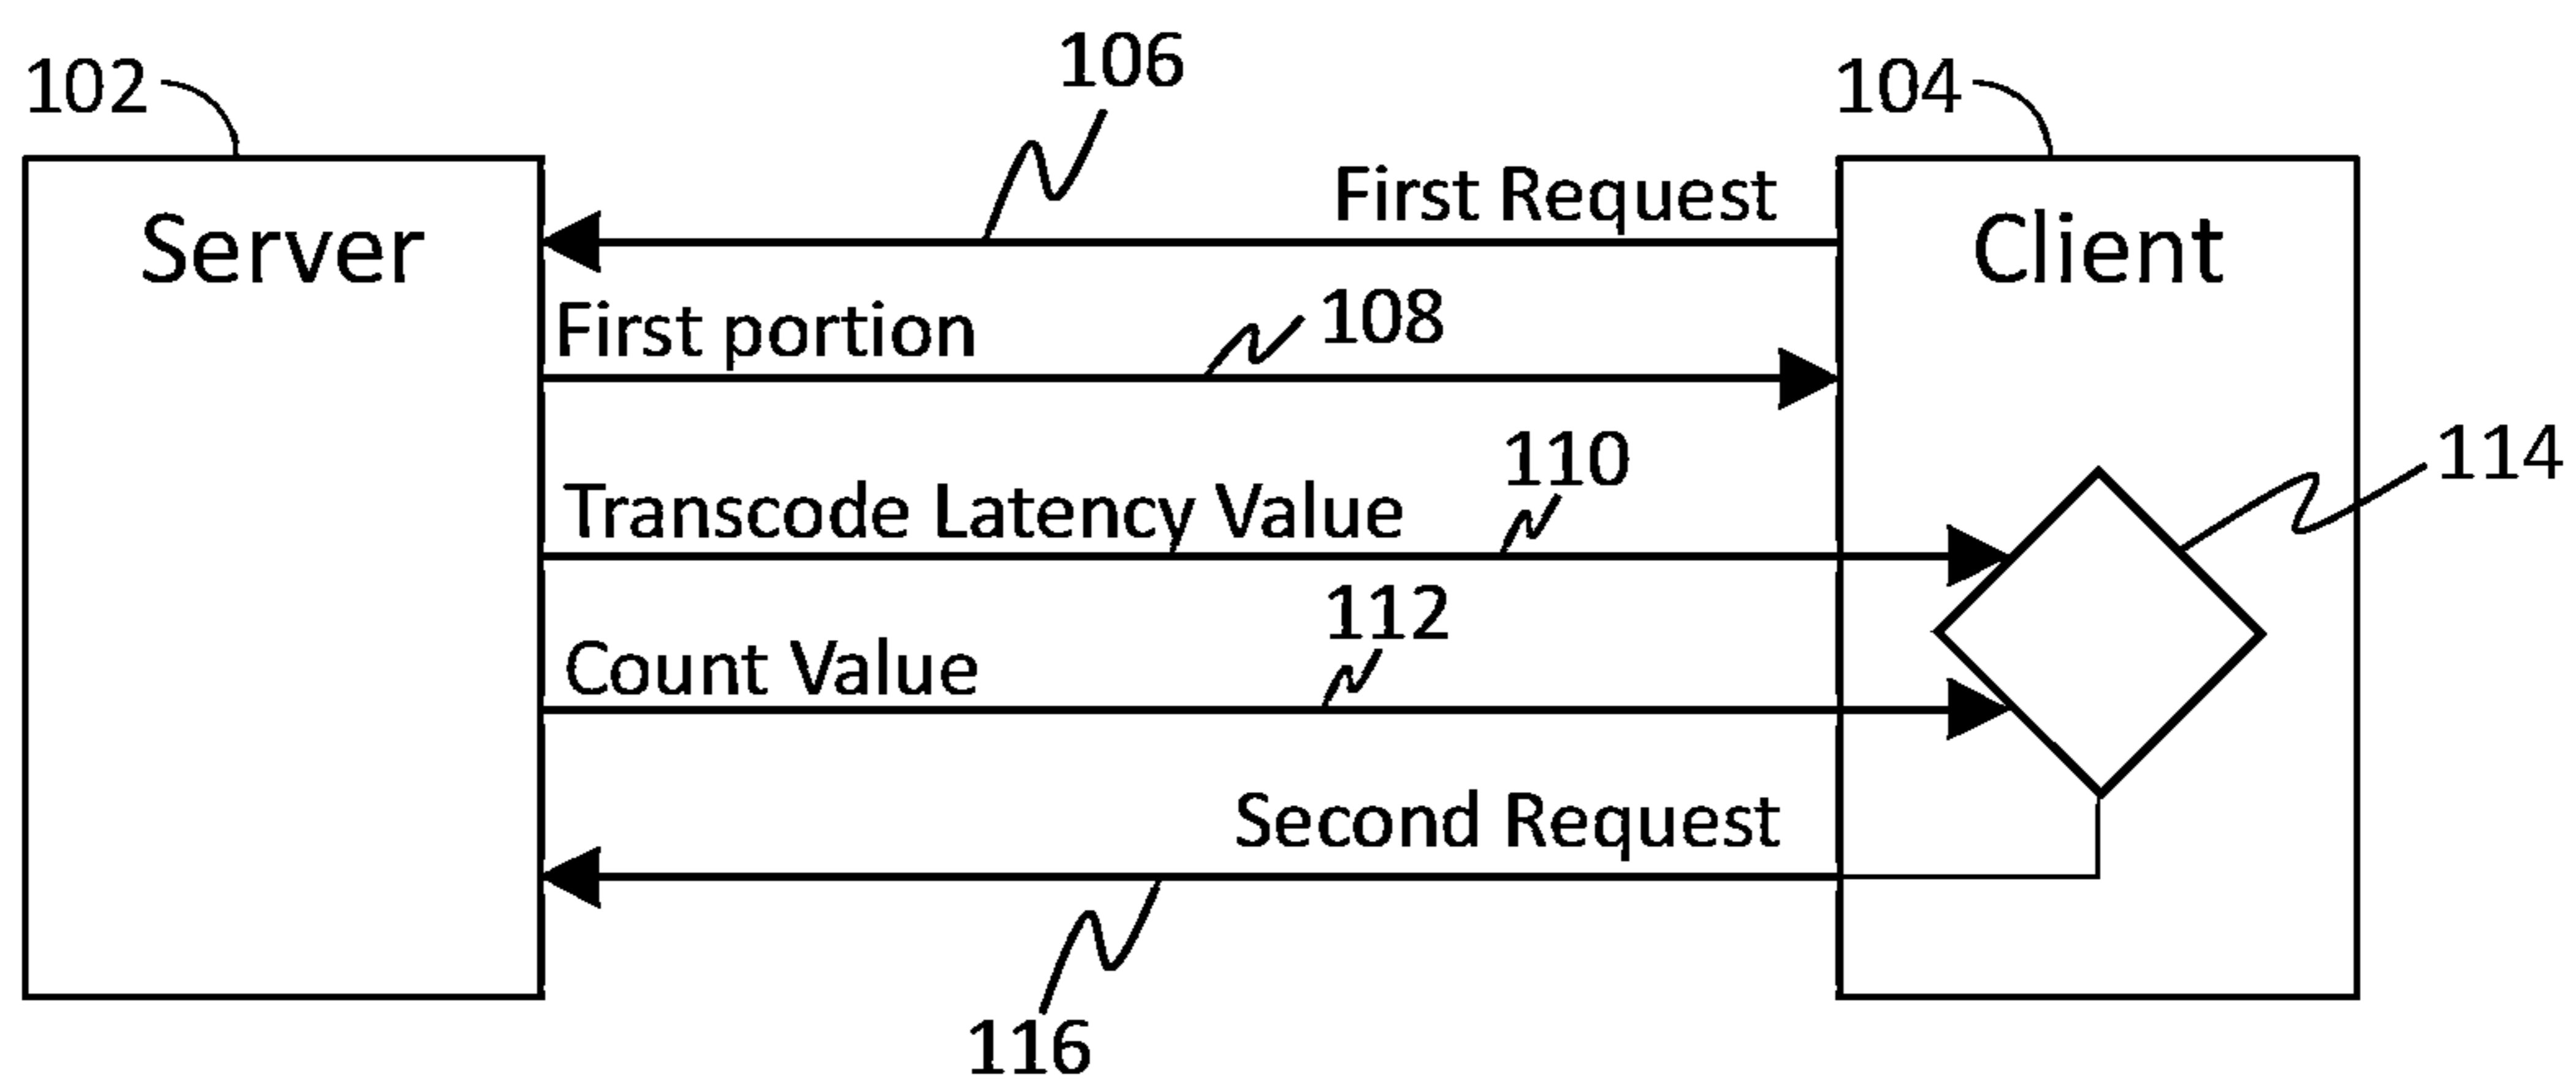 106
102
104
First Request
Server
Client
First portion
108
110
114
Transcode Latency Value
112
Count Value
Second Request
116